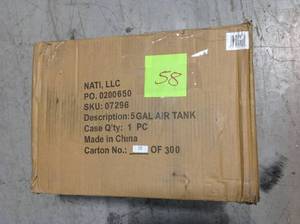 58
NATI, LLC
PO. 0200650
SKU: 07296
Description: 5 GAL AIR TANK
Case Q'ty: 1 PC
Made in China
Carton No.: OF 300